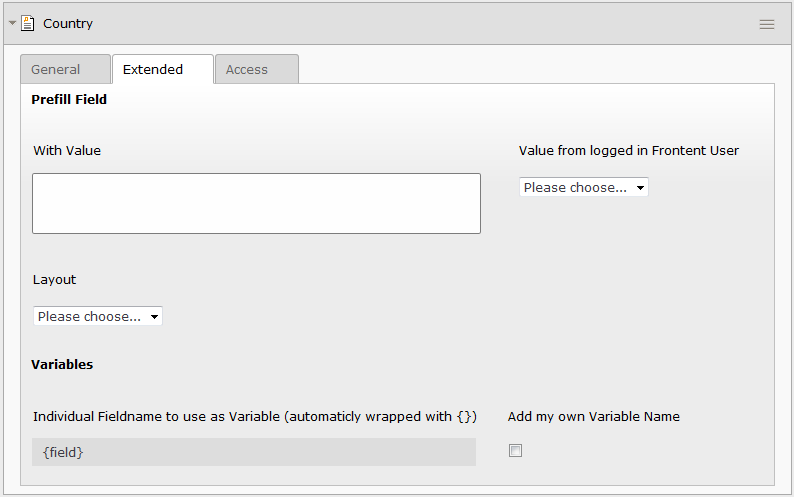 Country
General Extended Access
Prefill Field
With Value Value from logged in Frontent User
Please choose...
Layout
Please choose...
Variables
Individual Fieldname to use as Variable (automaticly wrapped with {}) Add my own Variable Name
{field}